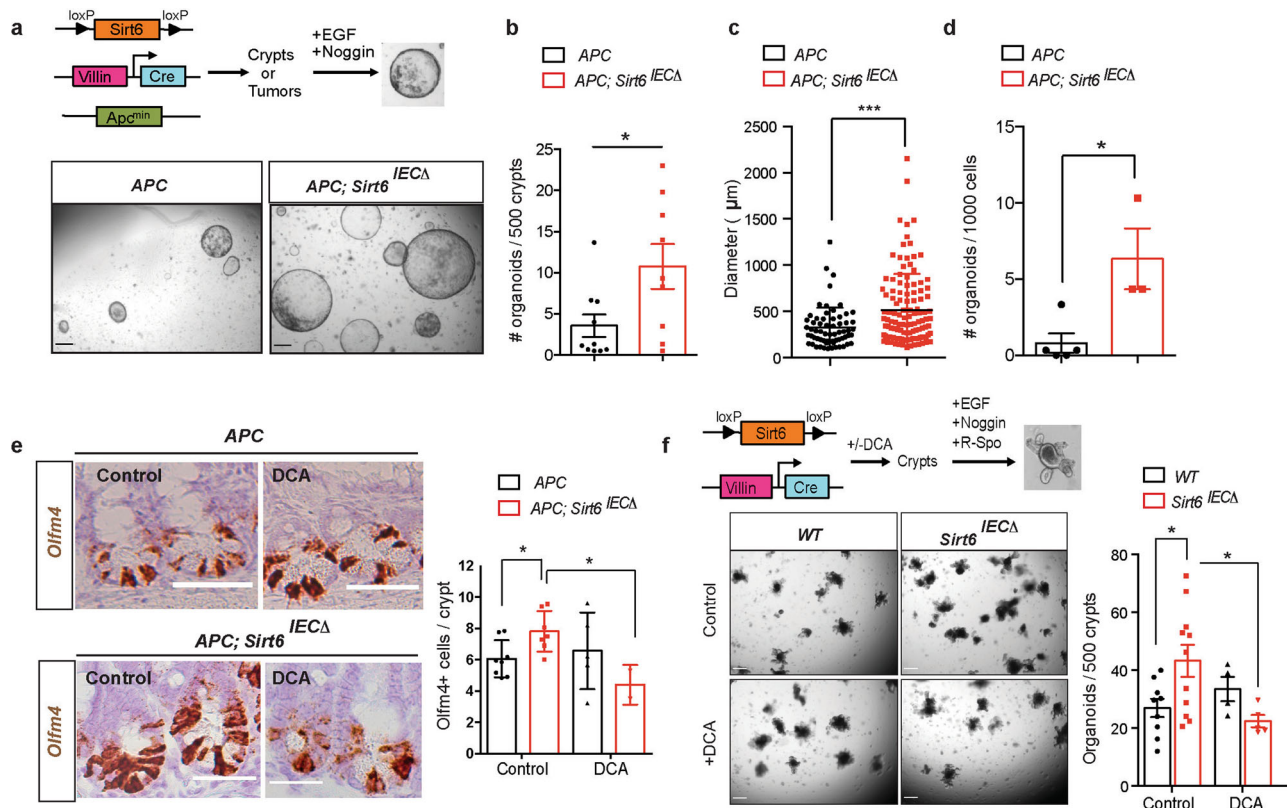 a
loxP loxP
Sirt6
Villin Cre
Apcmin
Crypts
or
Tumors
+EGF
+Noggin
APC
APC; Sirt6 IECΔ
b
APC
APC; Sirt6 IECΔ
*
# organoids / 500 crypts
25
20
15
10
5
0
c
APC
APC; Sirt6 IECΔ
***
Diameter ( μm)
2500
2000
1500
1000
500
0
d
APC
APC; Sirt6 IECΔ
*
# organoids / 1000 cells
15
10
5
0
e
APC
Olfm4
Control
DCA
APC; Sirt6 IECΔ
Olfm4
Control
DCA
APC
APC; Sirt6 IECΔ
* *
Olfm4+ cells / crypt
12
10
8
6
4
2
0
Control DCA
f
loxP loxP
Sirt6
Villin Cre
+/-DCA
Crypts
+EGF
+Noggin
+R-Spo
WT
Sirt6 IECΔ
Control
+DCA
WT
Sirt6 IECΔ
* *
Organoids / 500 crypts
80
60
40
20
0
Control DCA